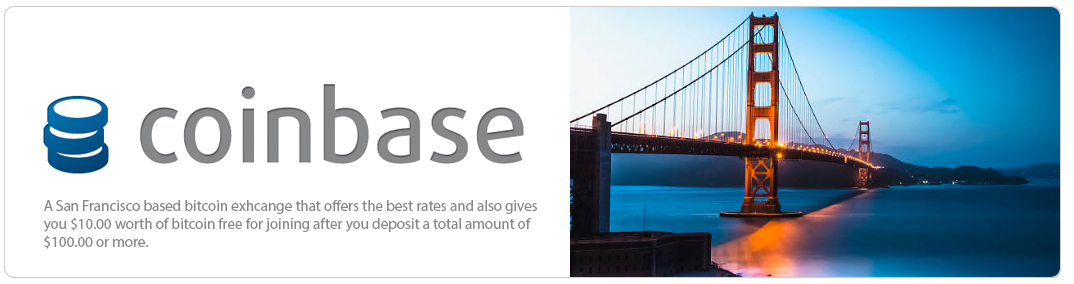 coinbase
A San Francisco based bitcoin exhcange that offers the best rates and also gives
you $10.00 worth of bitcoin free for joining after you deposit a total amount of
$100.00 or more.